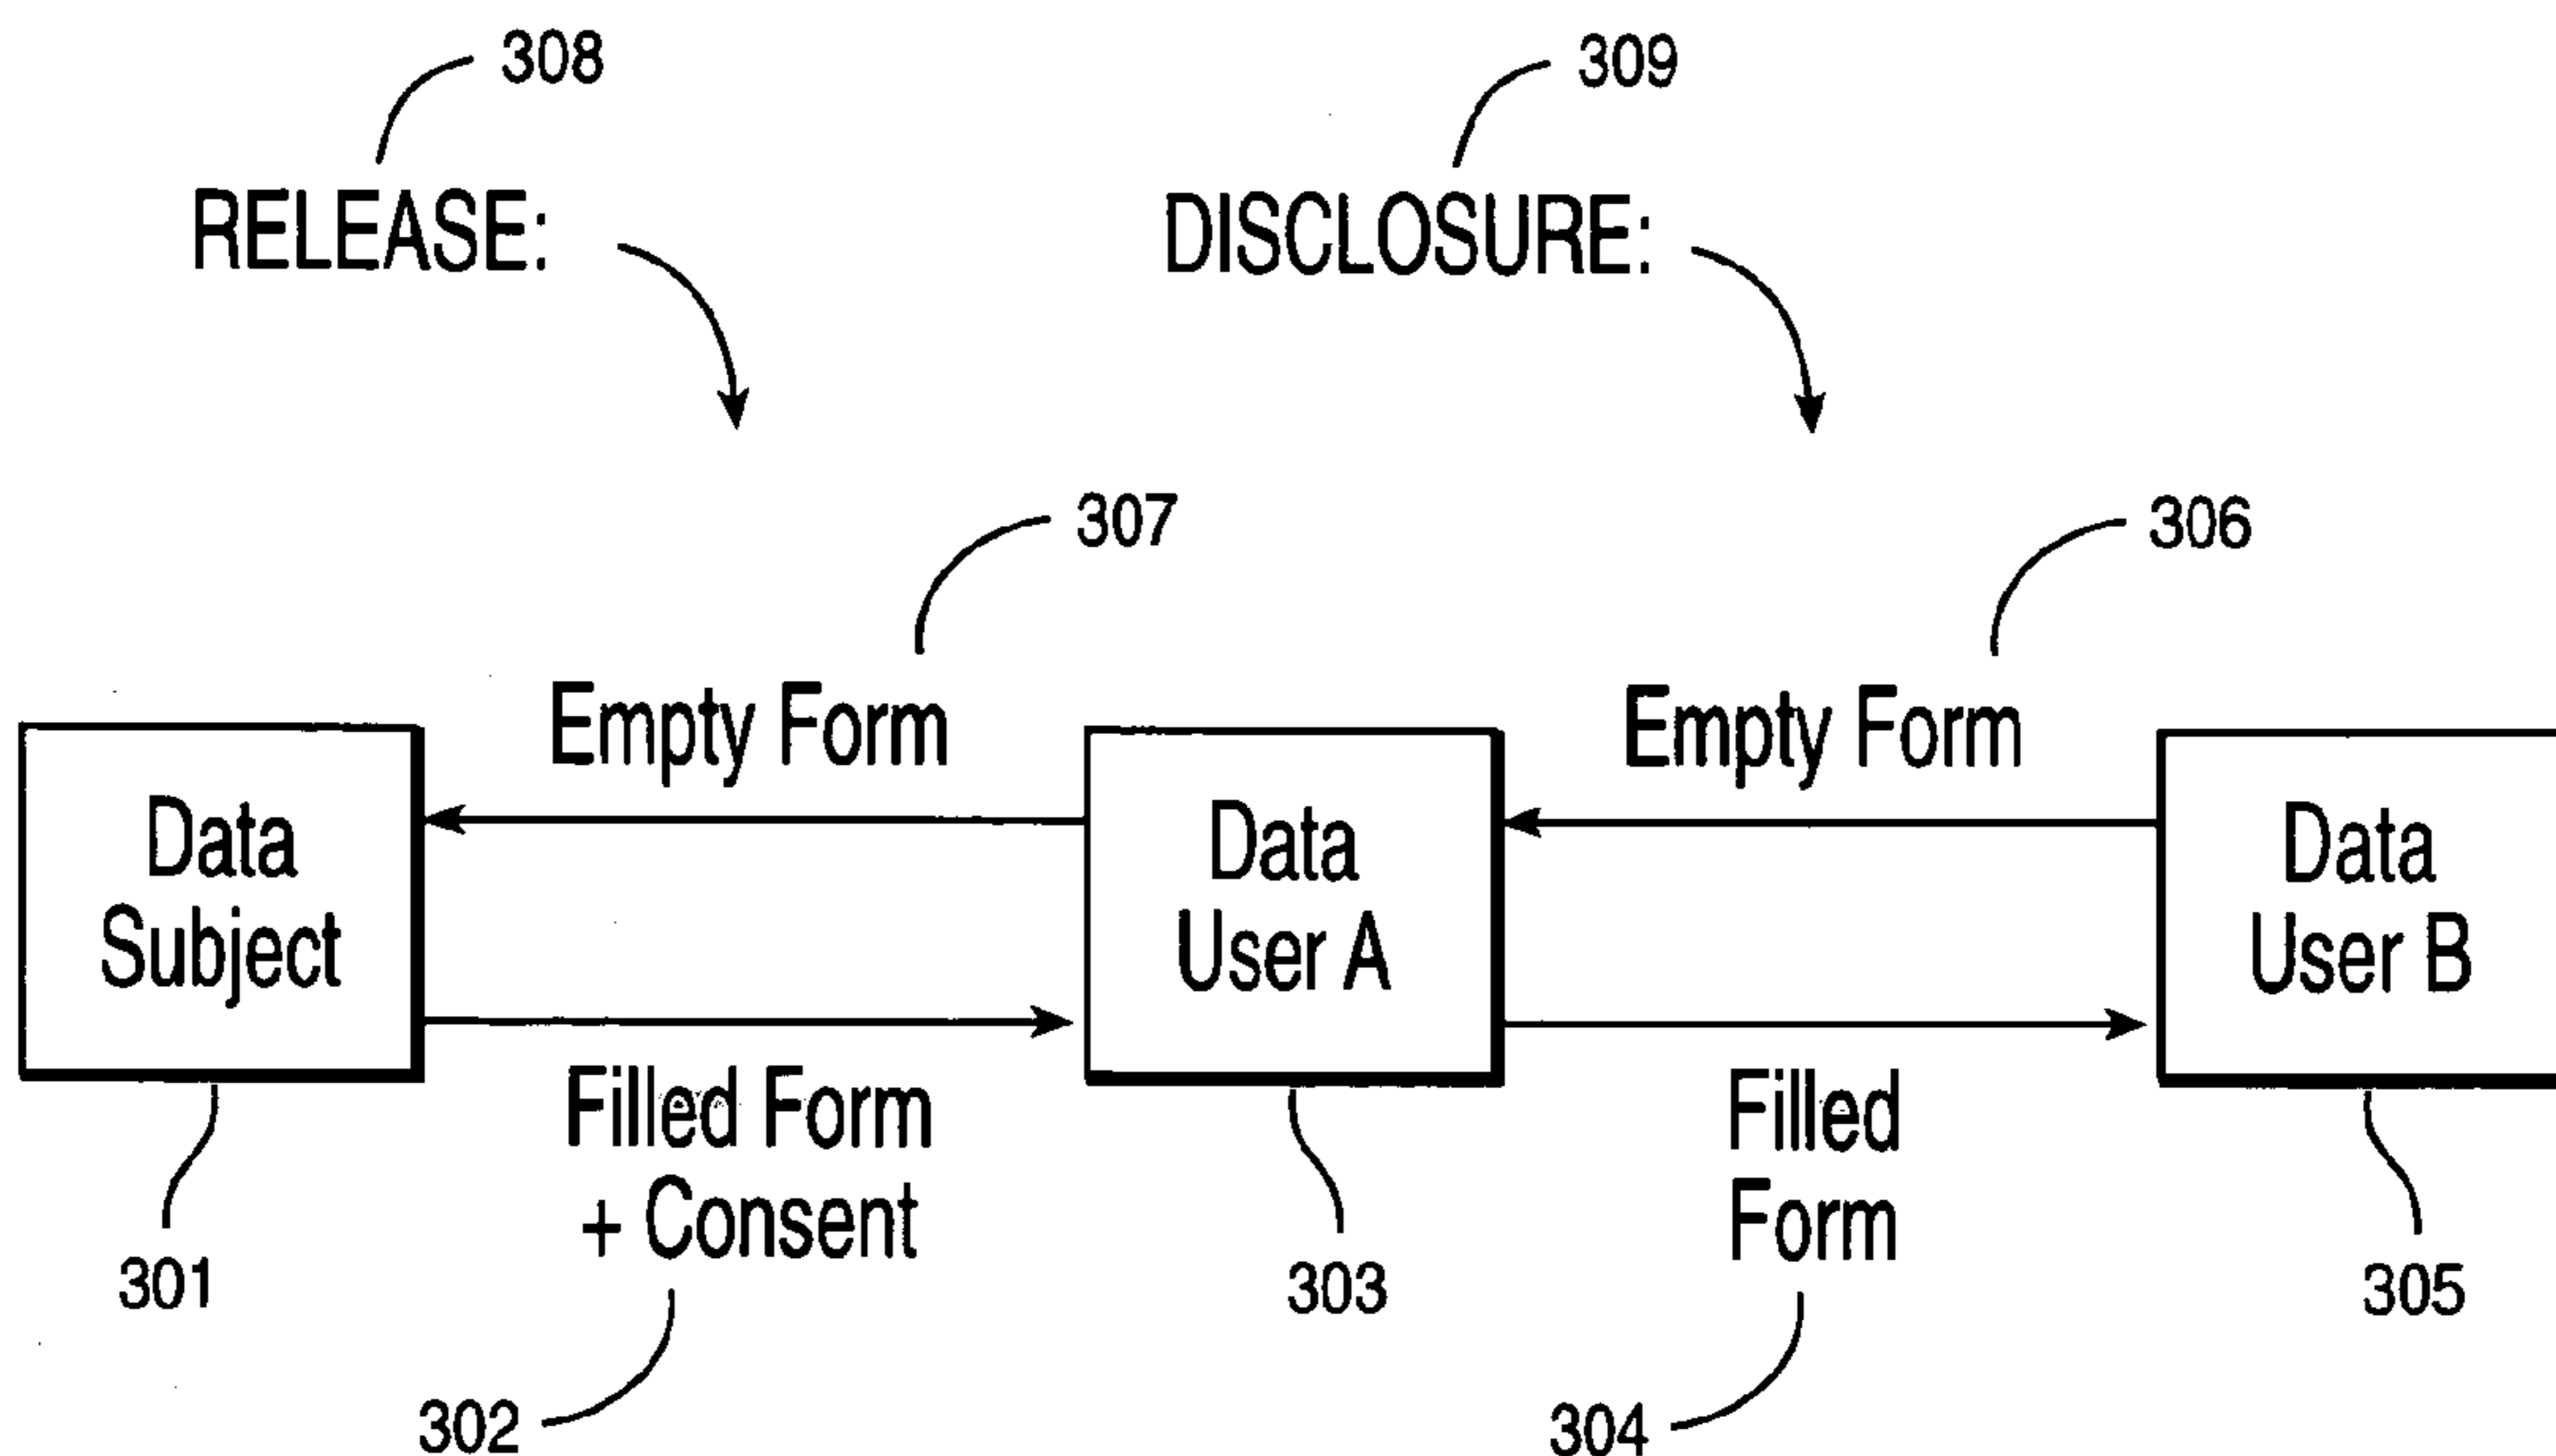 308
309
RELEASE:
DISCLOSURE:
307
306
Empty Form
Empty Form
Data
Subject
Data
User A
Data
User B
Filled Form
+ Consent
Filled
Form
301
303
305
302
304